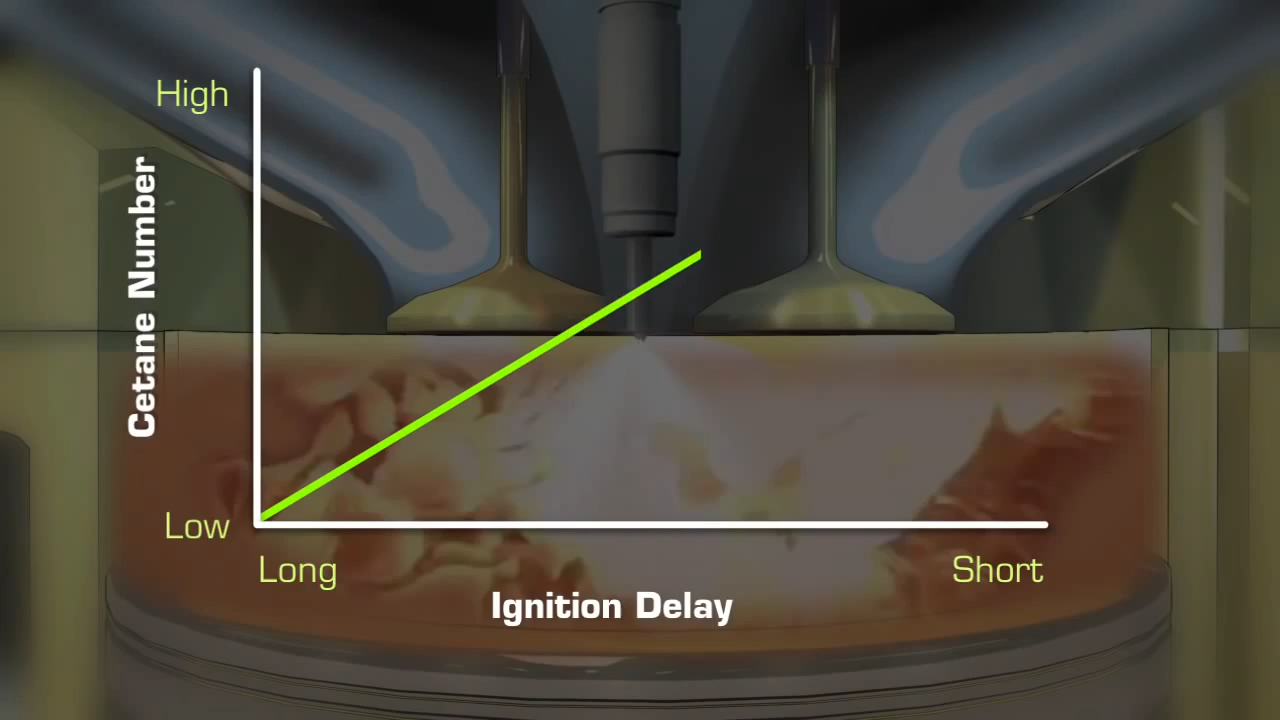 High
Cetane Number
Low
Long
Short
Ignition Delay